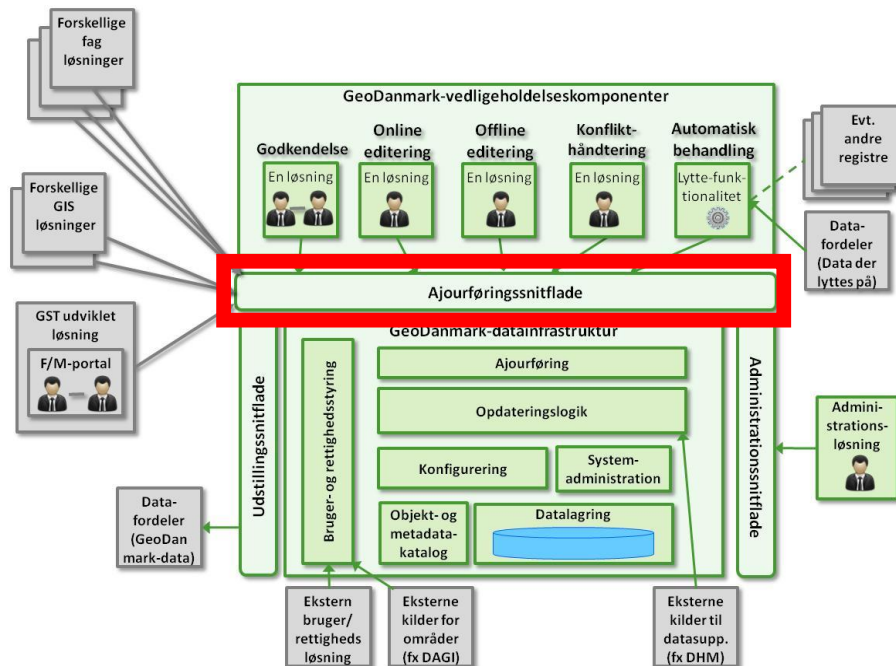 Forskellige
fag
løsninger
Forskellige
GIS
løsninger
GST udviklet
løsning
F/M-portal
GeoDanmark-vedligeholdelseskomponenter
Godkendelse
En løsning
Online
editering
En løsning
Offline
editering
En løsning
Konflikt-
håndtering
En løsning
Automatisk
behandling
Lytte-funk-
tionalitet
Evt.
andre
registre
Data-
fordeler
(Data der
lyttes på)
Ajourføringssnitflade
GeoDanmark-datainfrastruktur
Udstillingssnitflade
Bruger- og rettighedsstyring
Ajourføring
Opdateringslogik
Konfigurering
System-
administration
Objekt- og
metadata-
katalog
Datalagring
Administrationssnitflade
Admini-
strations-
løsning
Data-
fordeler
(GeoDan
mark-data)
Ekstern
bruger/
rettigheds
løsning
Eksterne
kilder for
områder
(fx DAGI)
Eksterne
kilder til
datasupp.
(fx DHM)